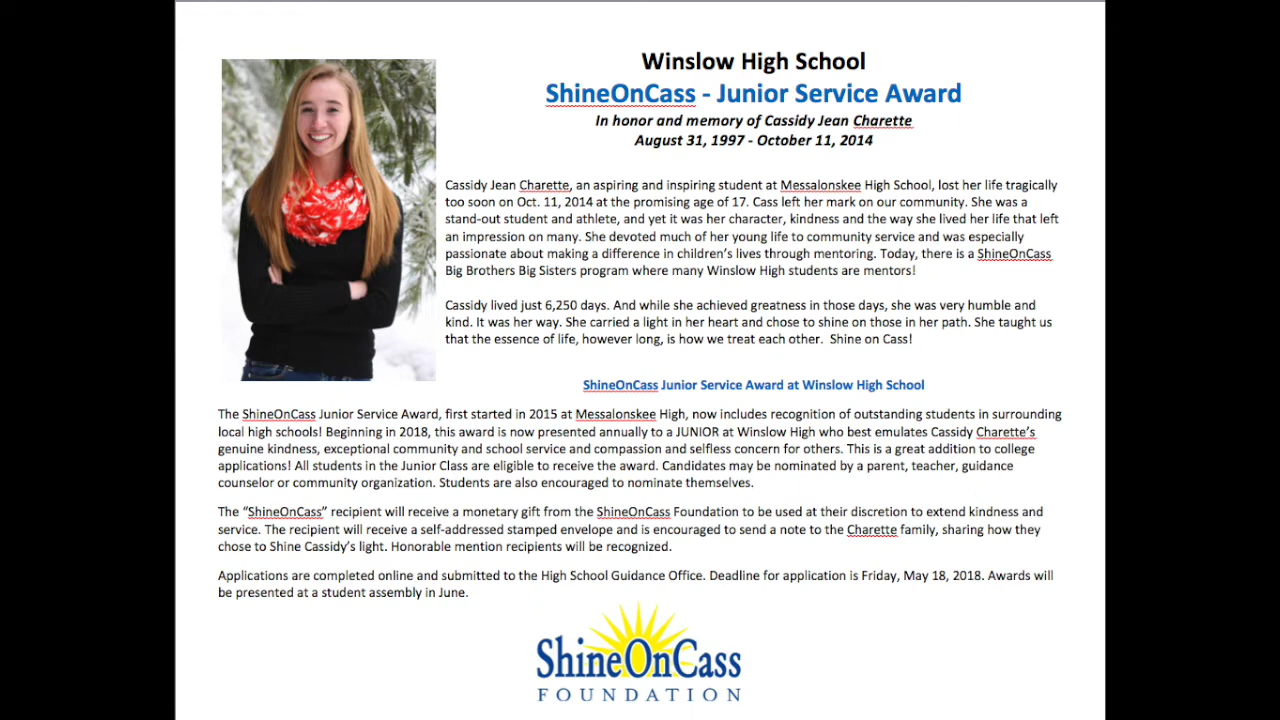 Winslow High School
ShineOnCass - Junior Service Award
In honor and memory of Cassidy Jean Charette
August 31, 1997 - October 11, 2014
Cassidy Jean Charette, an aspiring and inspiring student at Messalonskee High School, lost her life tragically
too soon on Oct. 11, 2014 at the promising age of 17. Cass left her mark on our community. She was a
stand-out student and athlete, and yet it was her character, kindness and the way she lived her life that left
an impression on many. She devoted much of her young life to community service and was especially
passionate about making a difference in children's lives through mentoring. Today, there is a ShineOnCass
Big Brothers Big Sisters program where many Winslow High students are mentors!
Cassidy lived just 6,250 days. And while she achieved greatness in those days, she was very humble and
kind. It was her way. She carried a light in her heart and chose to shine on those in her path. She taught us
that the essence of life, however long, is how we treat each other.  Shine on Cass!
ShineOnCass Junior Service Award at Winslow High School
The ShineOnCass Junior Service Award, first started in 2015 at Messalonskee High, now includes recognition of outstanding students in surrounding
local high schools! Beginning in 2018, this award is now presented annually to a JUNIOR at Winslow High who best emulates Cassidy Charette's
genuine kindness, exceptional community and school service and compassion and selfless concern for others. This is a great addition to college
applications! All students in the Junior Class are eligible to receive the award. Candidates may be nominated by a parent, teacher, guidance
counselor or community organization. Students are also encouraged to nominate themselves.
The "ShineOnCass" recipient will receive a monetary gift from the ShineOnCass Foundation to be used at their discretion to extend kindness and
service. The recipient will receive a self-addressed stamped envelope and is encouraged to send a note to the Charette family, sharing how they
chose to Shine Cassidy's light. Honorable mention recipients will be recognized.
Applications are completed online and submitted to the High School Guidance Office. Deadline for application is Friday, May 18, 2018. Awards will
be presented at a student assembly in June.
ShineOnCass
FOUNDATION